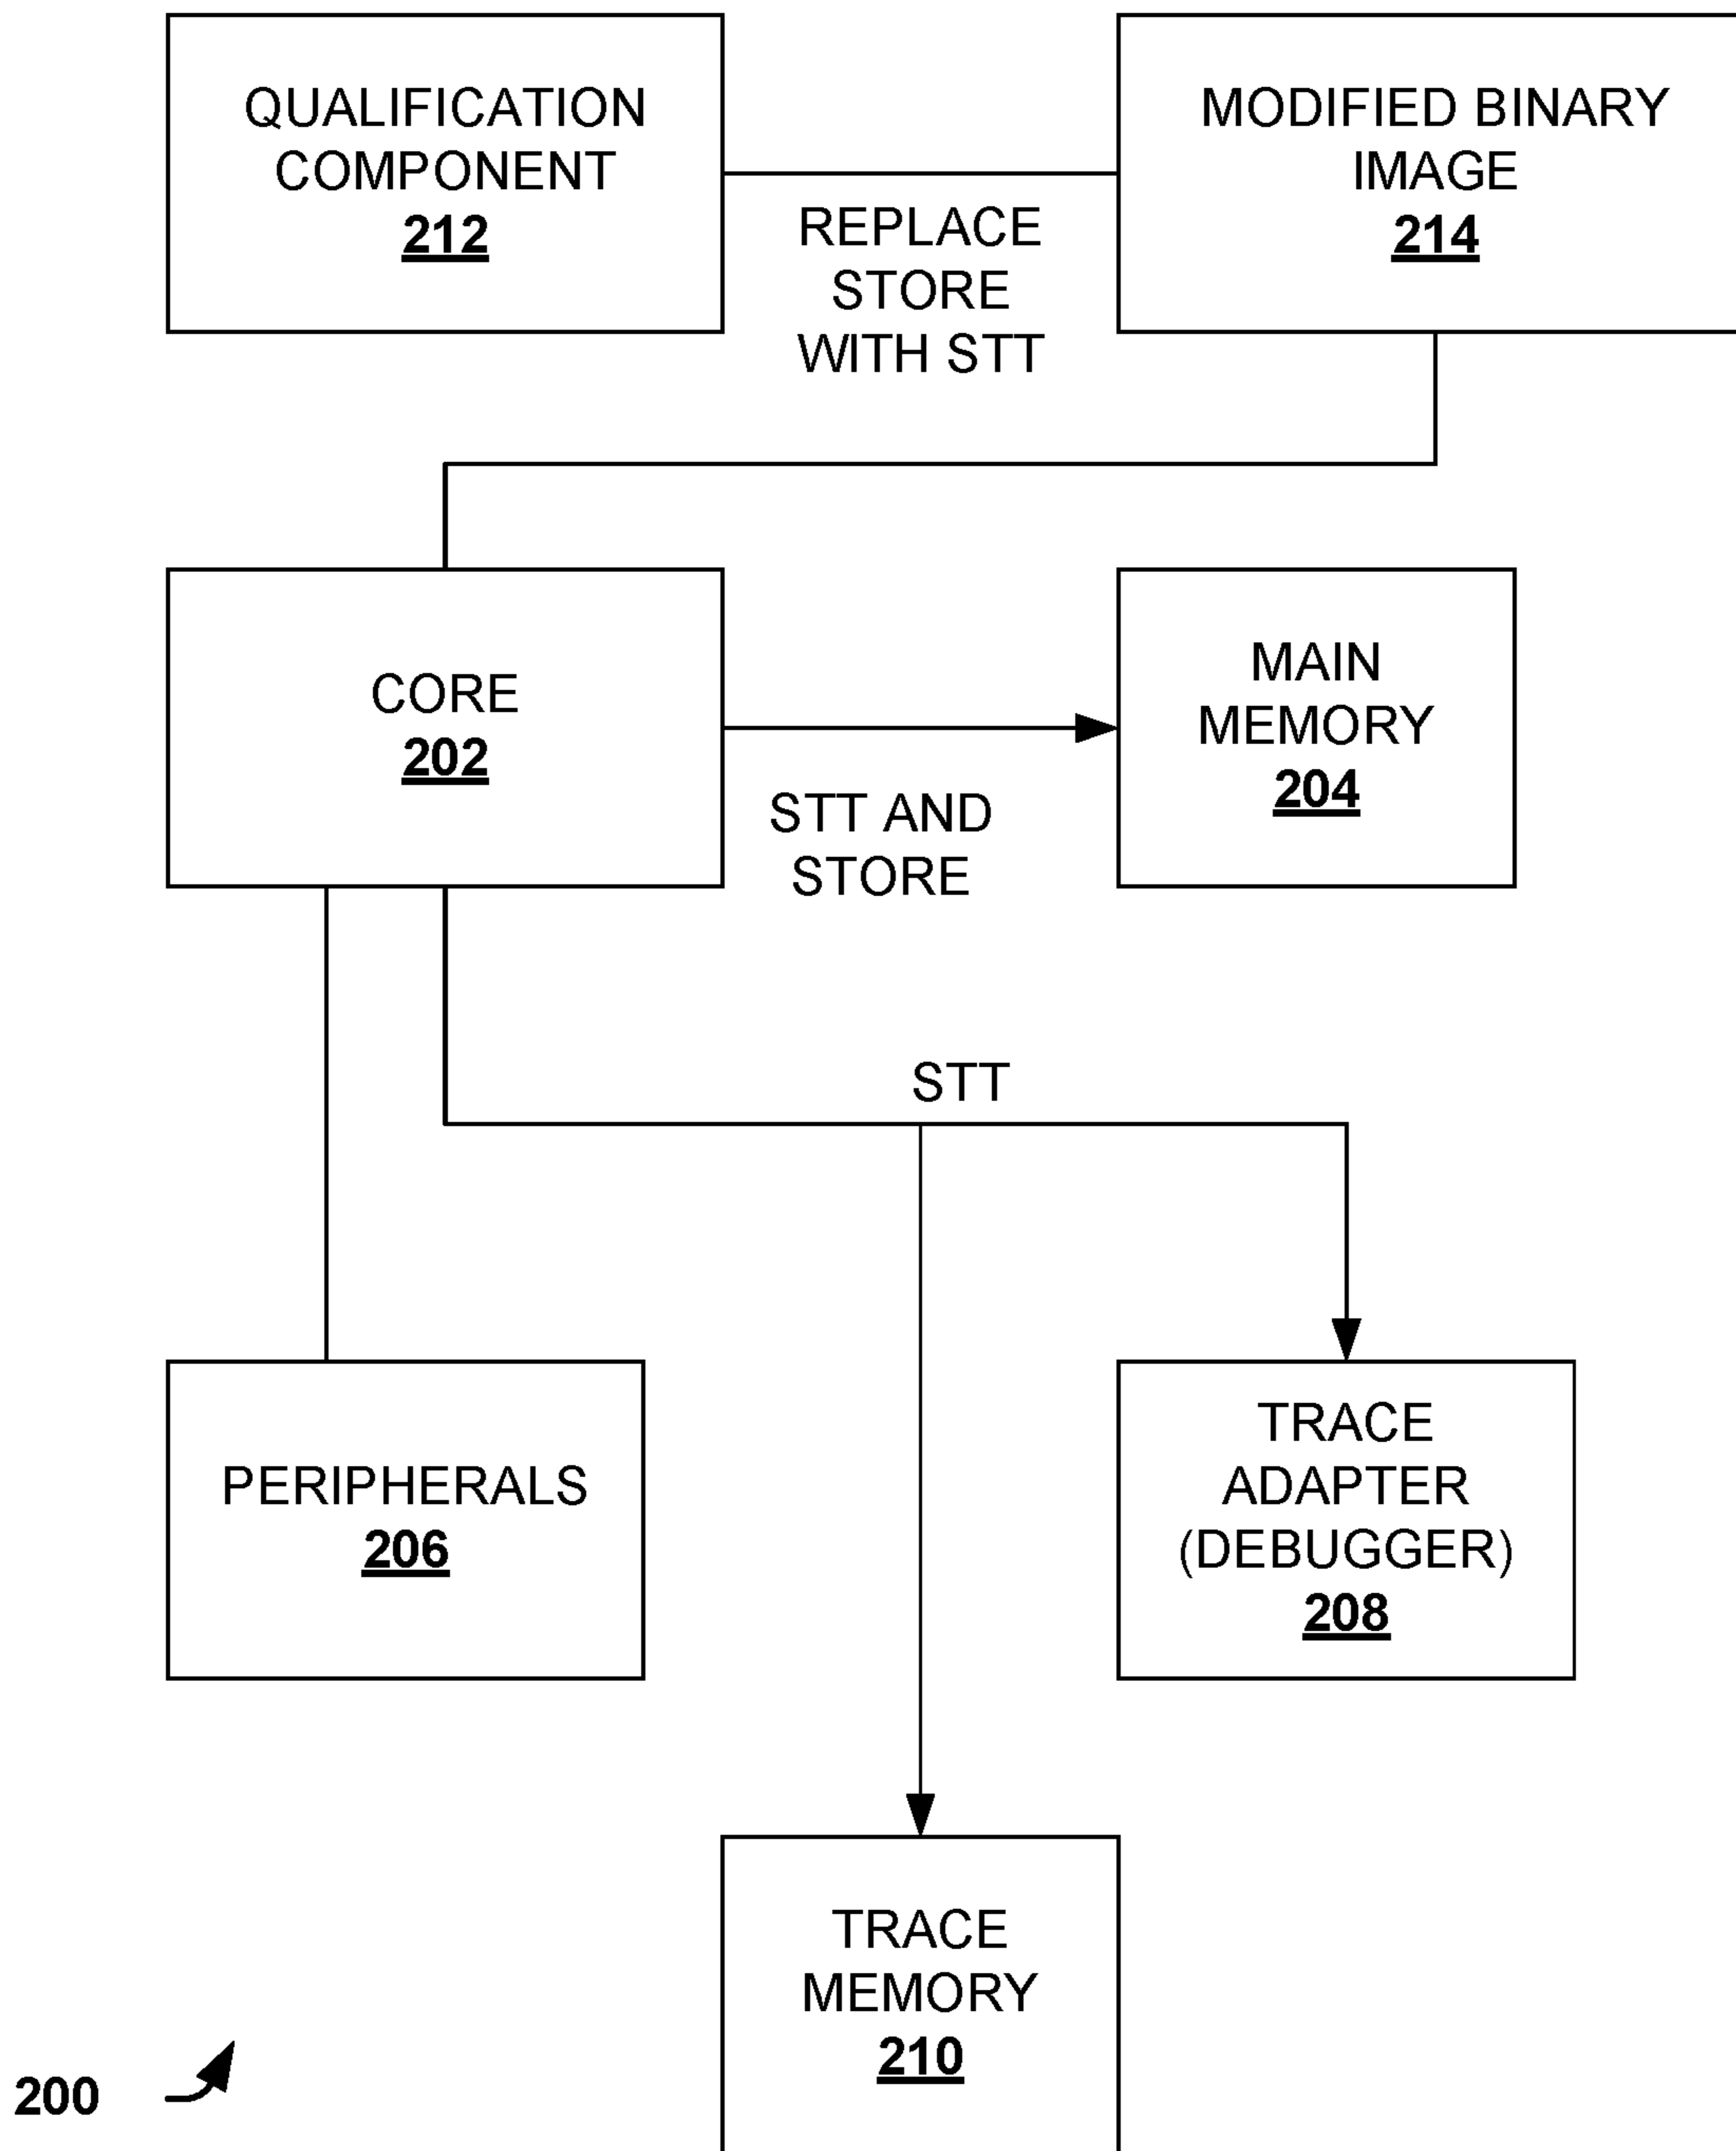 QUALIFICATION
COMPONENT
212
REPLACE
STORE
WITH STT
MODIFIED BINARY
IMAGE
214
CORE
202
STT AND
STORE
MAIN
MEMORY
204
STT
PERIPHERALS
206
TRACE
ADAPTER
(DEBUGGER)
208
TRACE
MEMORY
210
200